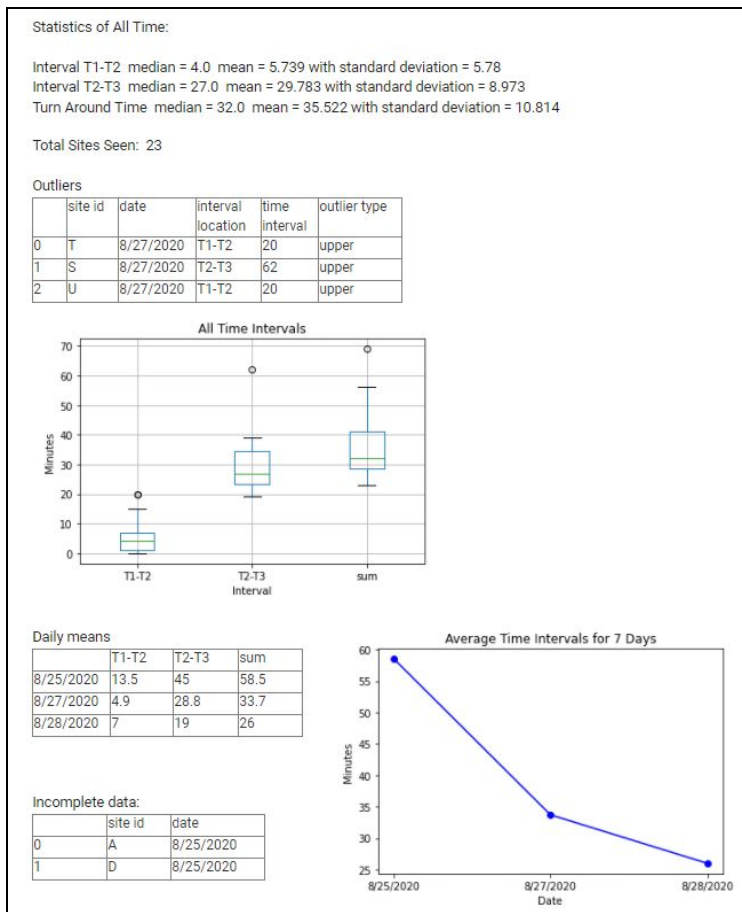 Statistics of All Time:
Interval T1-T2 median = 4.0 mean = 5.739 with standard deviation = 5.78
Interval T2-T3 median = 27.0 mean = 29.783 with standard deviation = 8.973
Turn Around Time median = 32.0 mean = 35.522 with standard deviation = 10.814
Total Sites Seen: 23
Outliers
site id date interval location time interval outlier type
0 T 8/27/2020 T1-T2 20 upper
1 S 8/27/2020 T2-T3 62 upper
2 U 8/27/2020 T1-T2 20 upper
All Time Intervals
70
60
50
40
30
20
10
0
Minutes
T1-T2 T2-T3 sum
Interval
Daily means
T1-T2 T2-T3 sum
8/25/2020 13.5 45 58.5
8/27/2020 4.9 28.8 33.7
8/28/2020 7 19 26
Average Time Intervals for 7 Days
60
55
50
45
40
35
30
25
Minutes
8/25/2020 8/27/2020 8/28/2020
Date
Incomplete data:
site id date
0 A 8/25/2020
1 D 8/25/2020